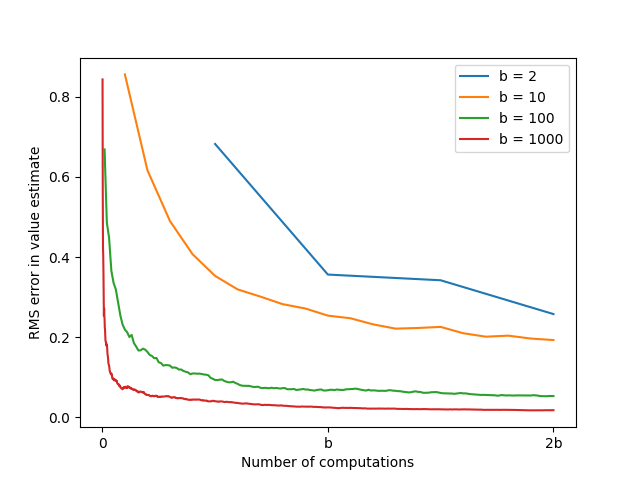 b = 2
b = 10
b = 100
b = 1000
RMS error in value estimate
0.8
0.6
0.4
0.2
0.0
0
b
2b
Number of computations